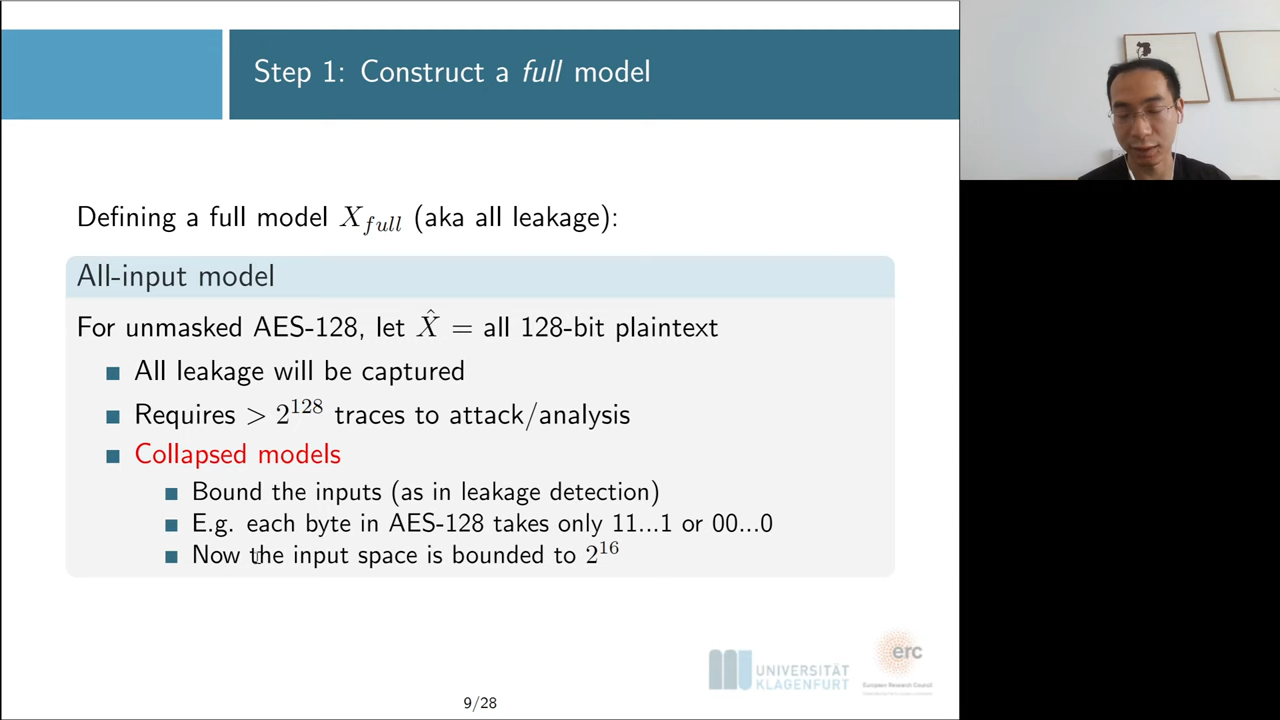 Step 1: Construct a full model
Defining a full model X_full (aka all leakage):
All-input model
For unmasked AES-128, let X̂ = all 128-bit plaintext
All leakage will be captured
Requires > 2^128 traces to attack/analysis
Collapsed models
Bound the inputs (as in leakage detection)
E.g. each byte in AES-128 takes only 11...1 or 00...0
Now the input space is bounded to 2^16
UNIVERSITÄT
KLAGENFURT
erc
European Research Council
9/28